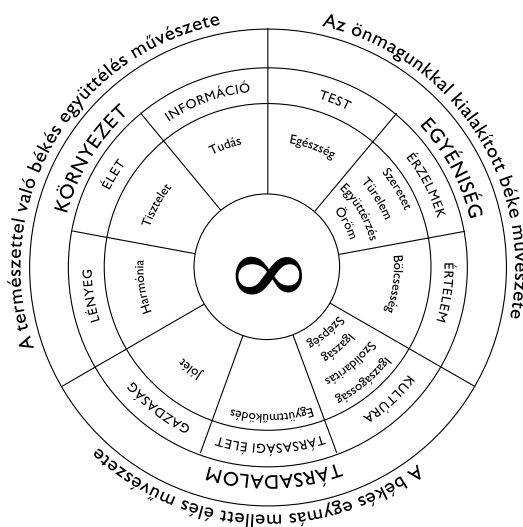 Az önmagunkkal kialakított béke művészete
EGYÉNISÉG
TEST
Egészség
ÉRZELMEK
Szeretet
Türelem
Együttérzés
Öröm
ÉRTELEM
Bölcsesség
A békés egymás mellett élés művészete
TÁRSADALOM
KULTÚRA
Igazságosság
Szolidaritás
Igazság
Szépség
TÁRSASÁGI ÉLET
Együttműködés
GAZDASÁG
Jólét
A természettel való békés együttélés művészete
KÖRNYEZET
LÉNYEG
Harmónia
ÉLET
Tisztelet
INFORMÁCIÓ
Tudás
∞